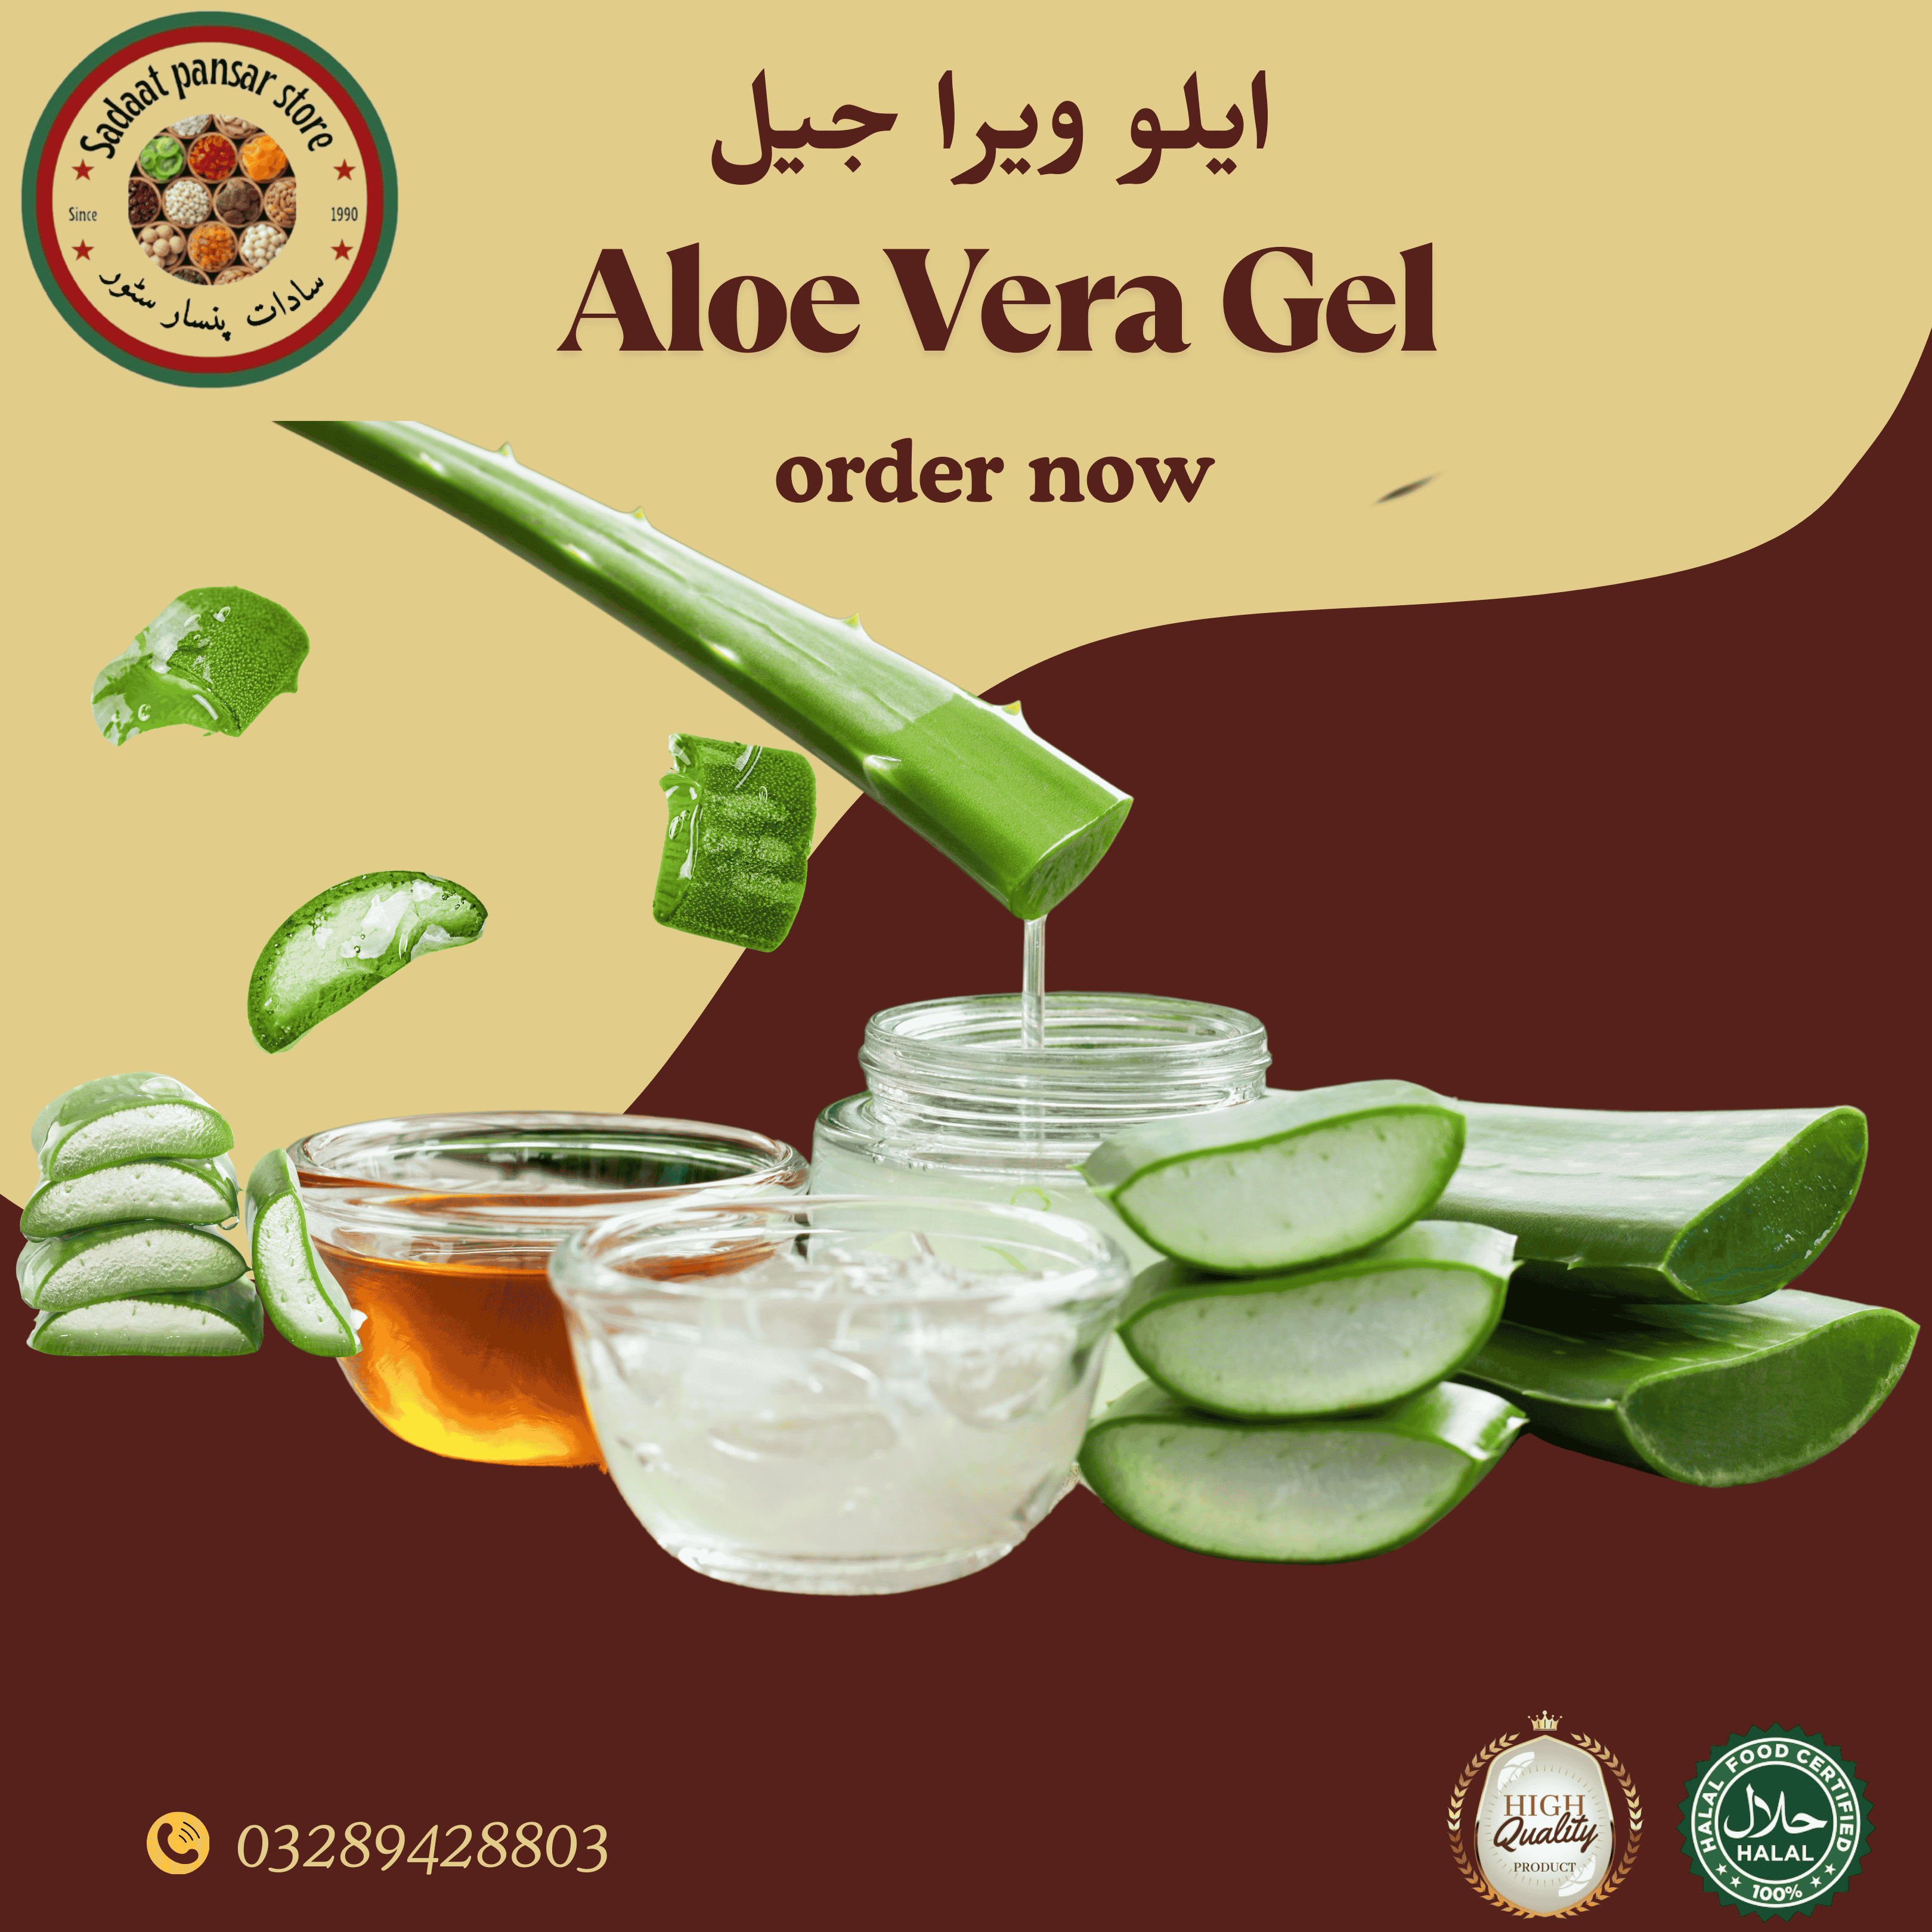 Sadaat pansar store
Since 1990
سادات پنسار سٹور
ایلو ویرا جیل
Aloe Vera Gel
order now
03289428803
HIGH
Quality
PRODUCT
HALAL FOOD CERTIFIED
حلال
HALAL
100%